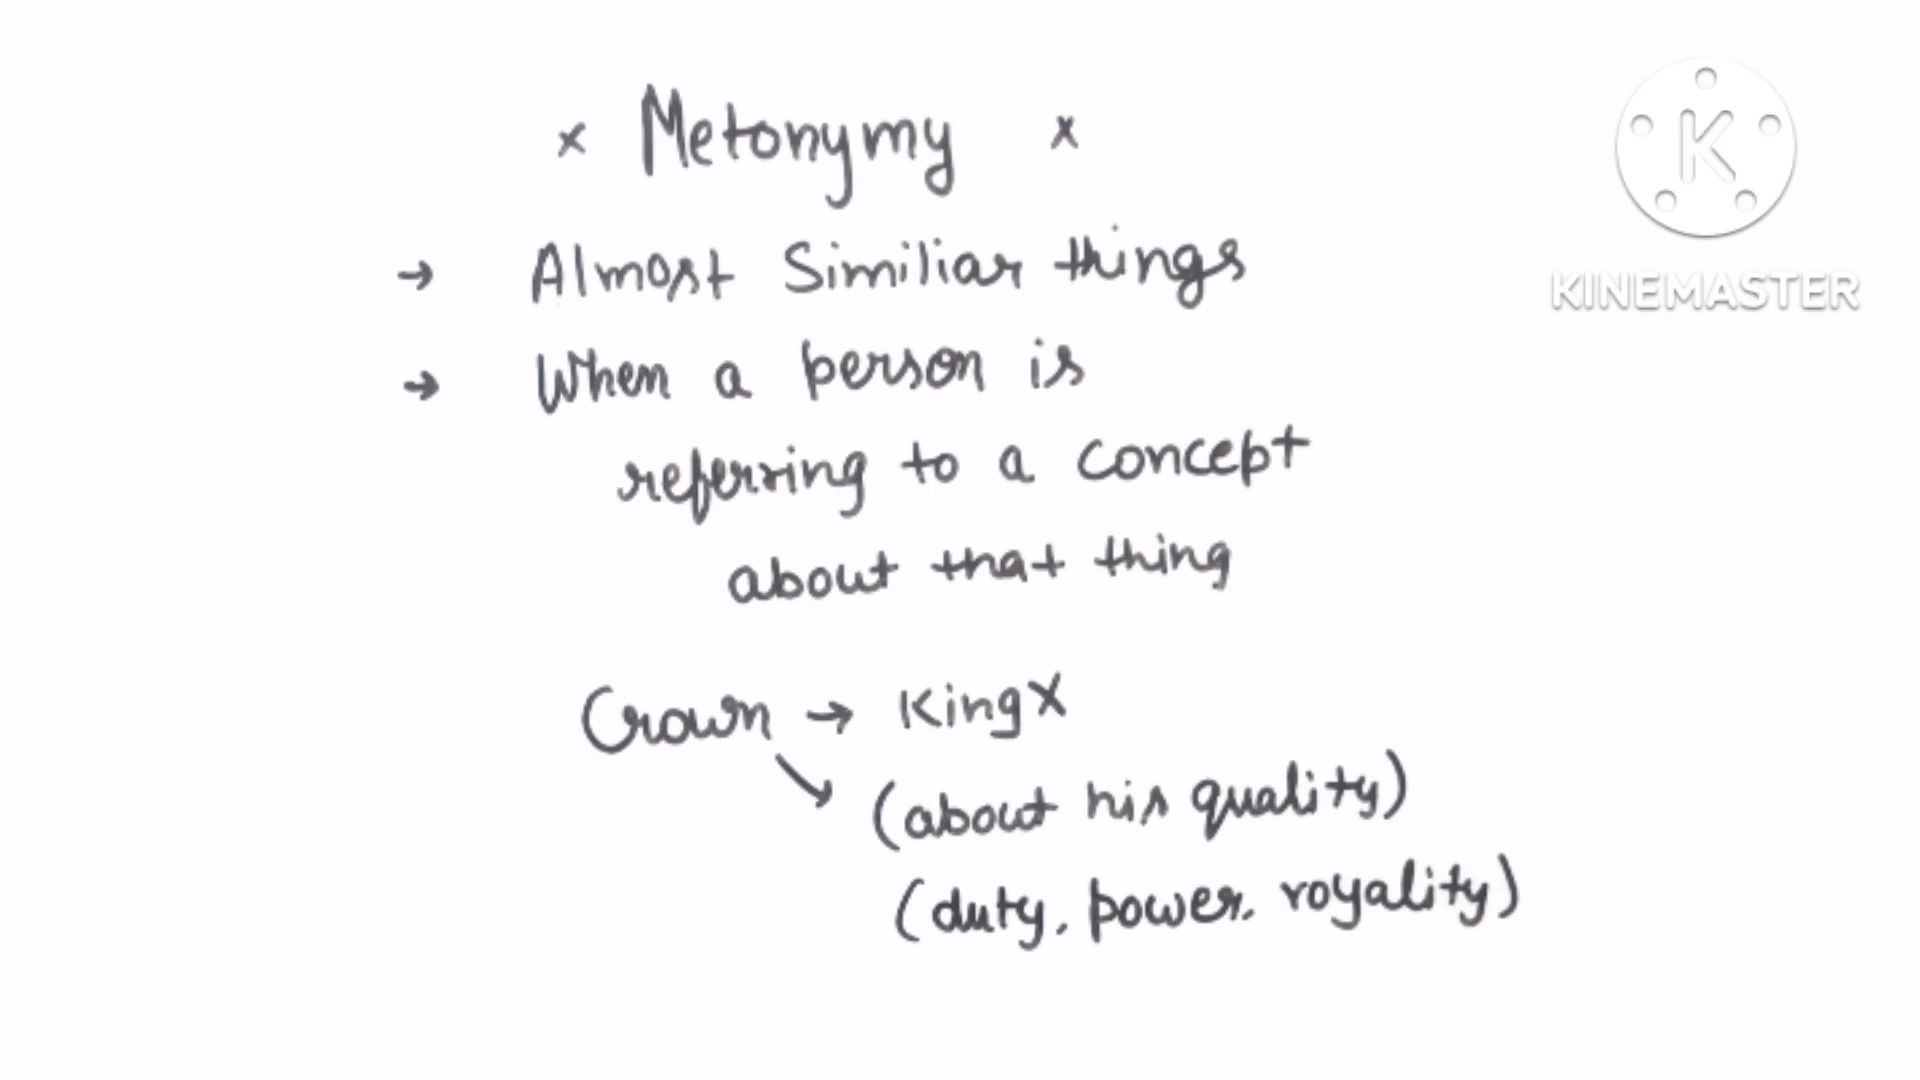 × Metonymy ×
→ Almost Similiar things
→ When a person is
referring to a concept
about that thing
Crown → King X
↘ (about his quality)
(duty, power, royality)
K
KINEMASTER